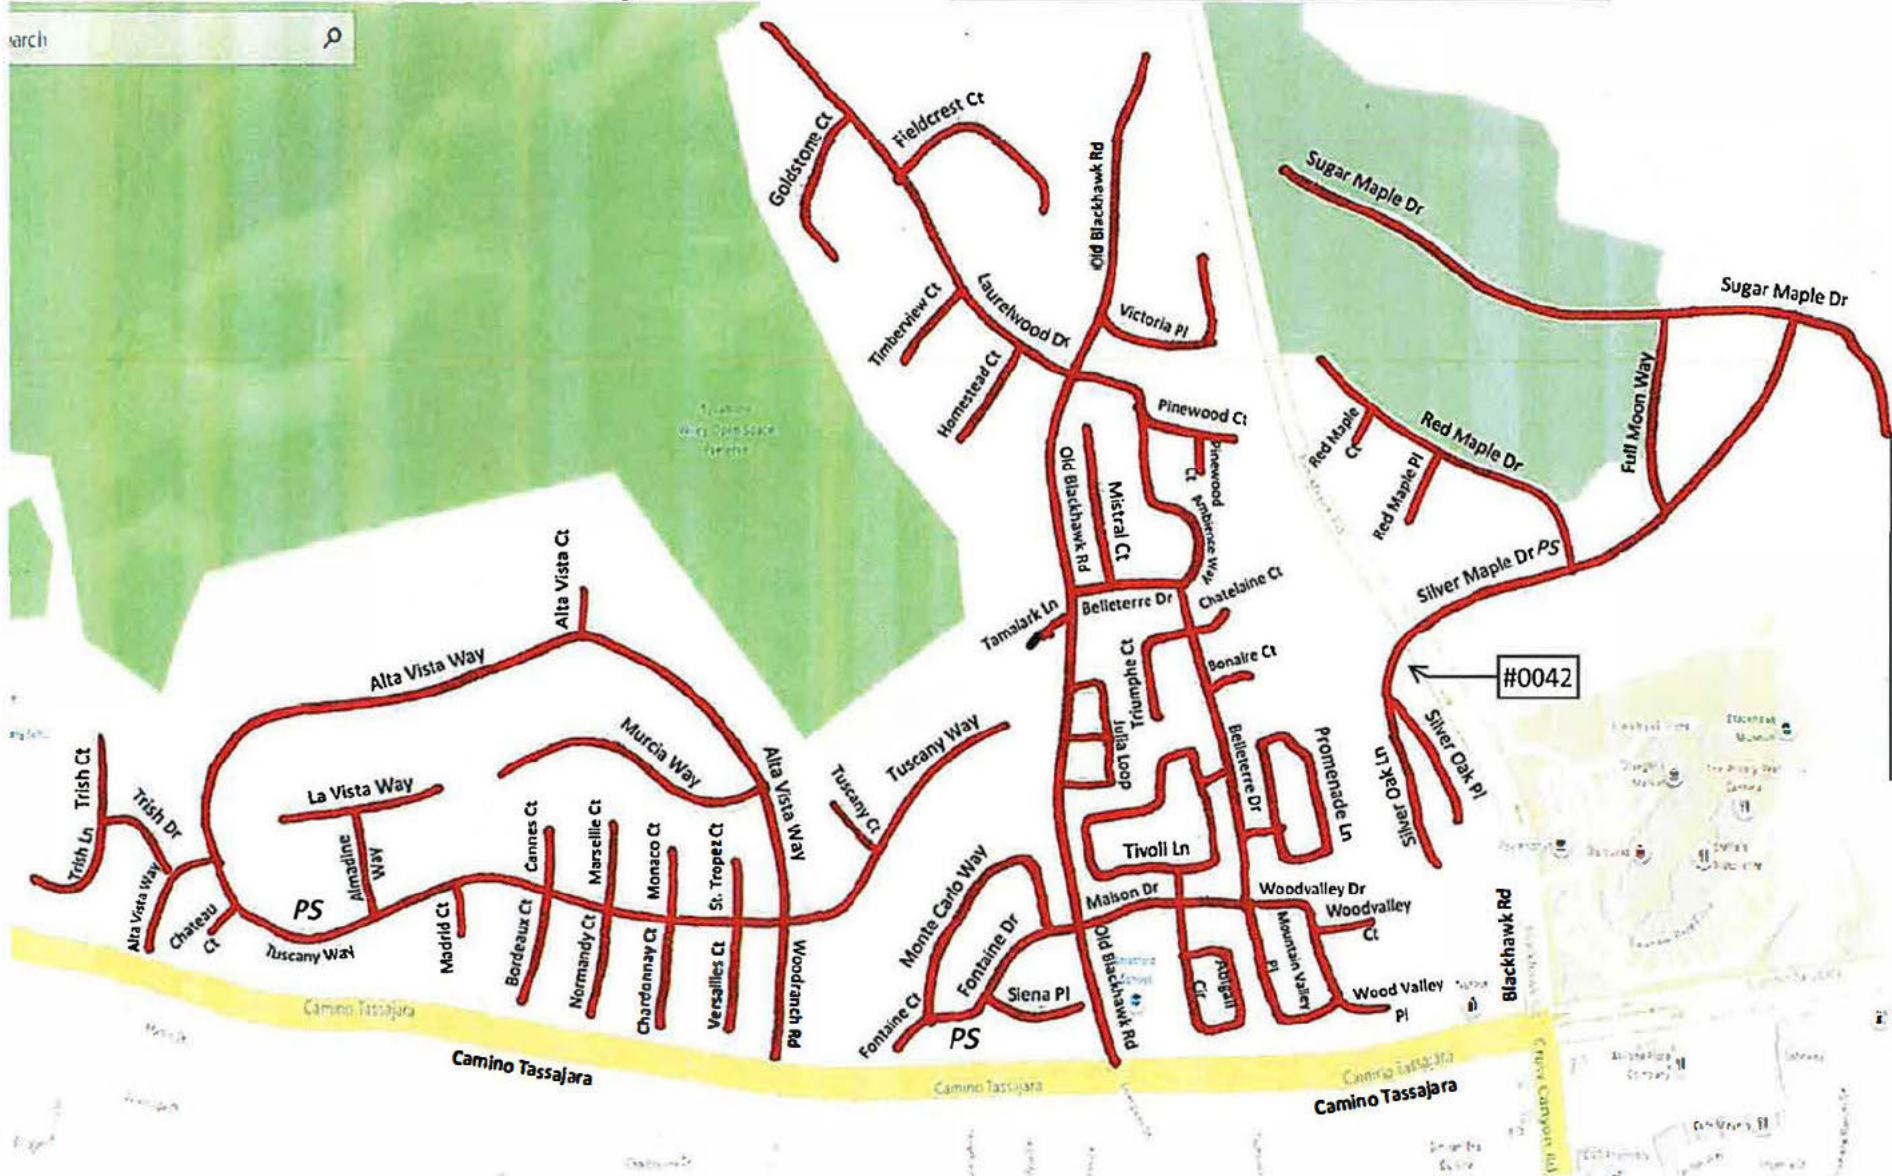 arch
Goldstone Ct
Fieldcrest Ct
Old Blackhawk Rd
Sugar Maple Dr
Sugar Maple Dr
Timberview Ct
Laurelwood Dr
Victoria Pl
Homestead Ct
Pinewood Ct
Pinewood
Ct
Red Maple
Ct
Red Maple Dr
Red Maple Pl
Full Moon Way
Old Blackhawk Rd
Mistral Ct
Ambience Way
Silver Maple Dr PS
Alta Vista Ct
Tamalark Ln
Belleterre Dr
Chatelaine Ct
Alta Vista Way
Triumphe Ct
Bonaire Ct
#0042
Murcia Way
Alta Vista Way
Tuscany Way
Tuscany Ct
Julia Loop
Belleterre Dr
Promenade Ln
Silver Oak Ln
Silver Oak Pl
Trish Ct
Trish Dr
Trish Ln
La Vista Way
Almadine
Way
Cannes Ct
Marseille Ct
Monaco Ct
St. Tropez Ct
Tivoli Ln
Monte Carlo Way
Maison Dr
Woodvalley Dr
Woodvalley
Ct
Alta Vista Way
Chateau
Ct
PS
Tuscany Way
Madrid Ct
Bordeaux Ct
Normandy Ct
Chardonnay Ct
Versailles Ct
Woodranch Rd
Fontaine Dr
Fontaine Ct
Siena Pl
PS
Old Blackhawk Rd
Abigail
Cir
Mountain Valley
Pl
Wood Valley
Pl
Blackhawk Rd
Camino Tassajara
Camino Tassajara
Camino Tassajara
Camino Tassajara
Camino Tassajara
Crow Canyon Rd